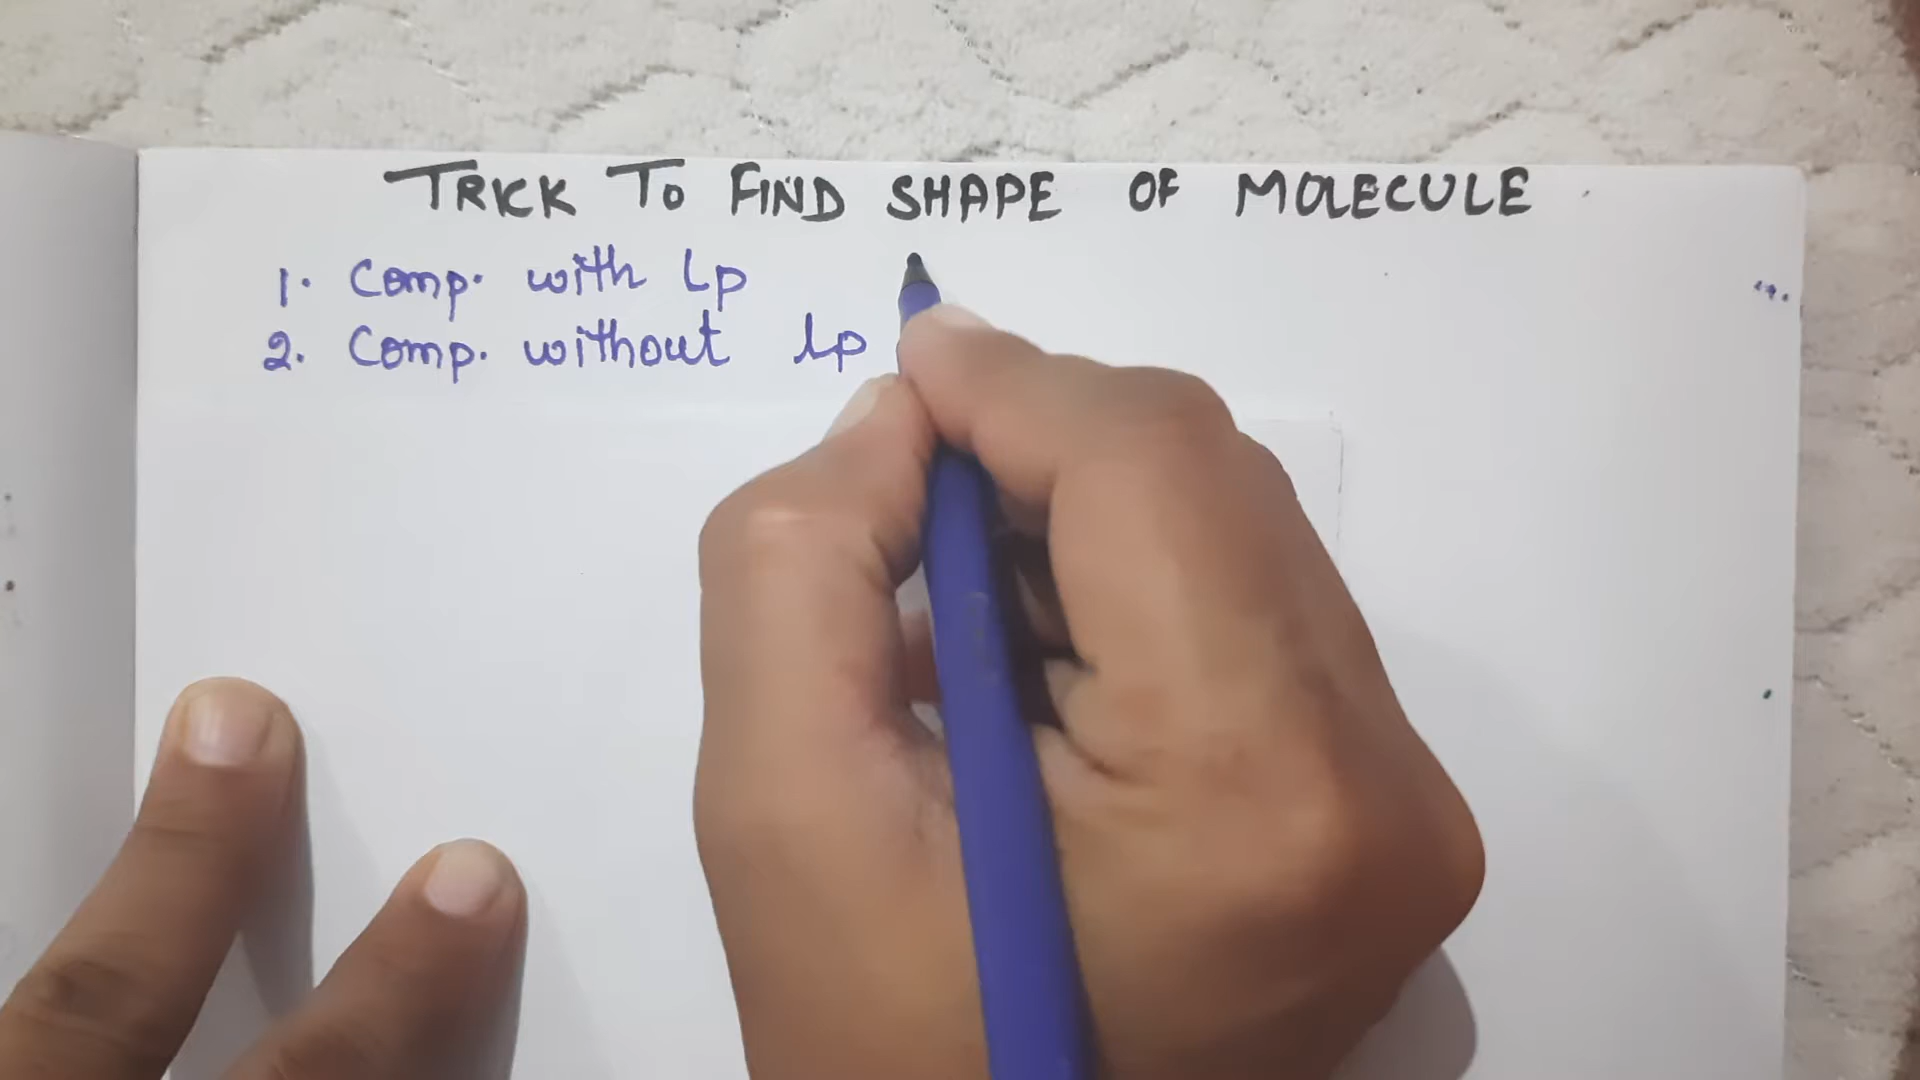 TRICK TO FIND SHAPE OF MOLECULE
1. Comp. with Lp
2. Comp. without lp